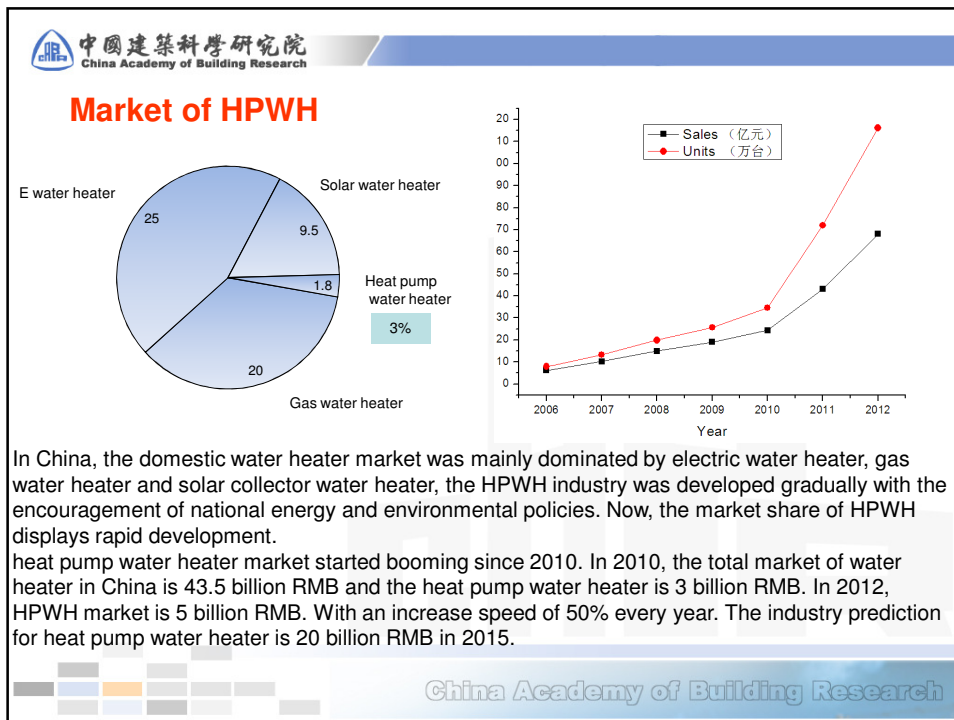 中國建築科學研究院
China Academy of Building Research
Market of HPWH
E water heater
Solar water heater
25
9.5
1.8
Heat pump
water heater
3%
20
Gas water heater
Sales （亿元）
Units （万台）
20
10
00
90
80
70
60
50
40
30
20
10
0
2006 2007 2008 2009 2010 2011 2012
Year
In China, the domestic water heater market was mainly dominated by electric water heater, gas
water heater and solar collector water heater, the HPWH industry was developed gradually with the
encouragement of national energy and environmental policies. Now, the market share of HPWH
displays rapid development.
heat pump water heater market started booming since 2010. In 2010, the total market of water
heater in China is 43.5 billion RMB and the heat pump water heater is 3 billion RMB. In 2012,
HPWH market is 5 billion RMB. With an increase speed of 50% every year. The industry prediction
for heat pump water heater is 20 billion RMB in 2015.
China Academy of Building Research